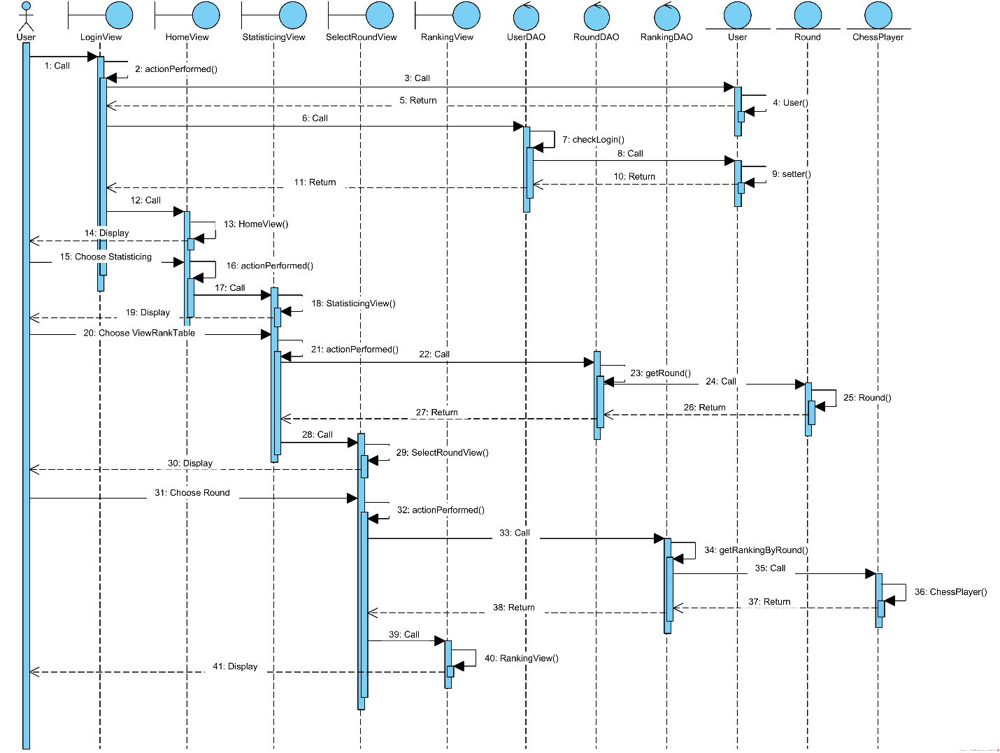 User
LoginView
HomeView
StatisticingView
SelectRoundView
RankingView
UserDAO
RoundDAO
RankingDAO
User
Round
ChessPlayer
1: Call
2: actionPerformed()
3: Call
4: User()
5: Return
6: Call
7: checkLogin()
8: Call
9: setter()
10: Return
11: Return
12: Call
13: HomeView()
14: Display
15: Choose Statisticing
16: actionPerformed()
17: Call
18: StatisticingView()
19: Display
20: Choose ViewRankTable
21: actionPerformed()
22: Call
23: getRound()
24: Call
25: Round()
26: Return
27: Return
28: Call
29: SelectRoundView()
30: Display
31: Choose Round
32: actionPerformed()
33: Call
34: getRankingByRound()
35: Call
36: ChessPlayer()
37: Return
38: Return
39: Call
40: RankingView()
41: Display